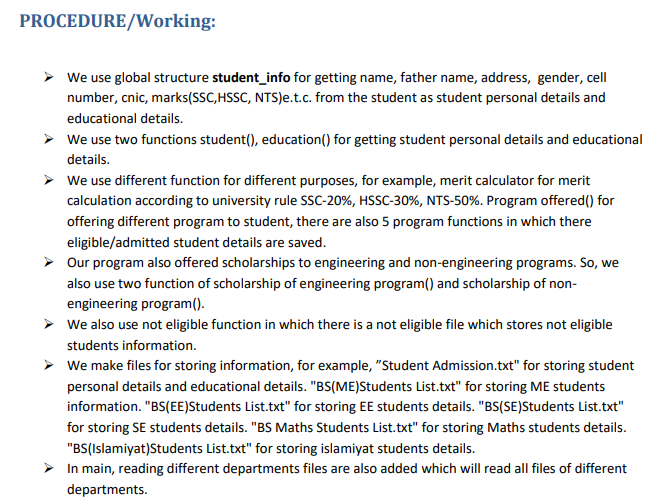 PROCEDURE/Working:
➢ We use global structure student_info for getting name, father name, address, gender, cell
number, cnic, marks(SSC,HSSC, NTS)e.t.c. from the student as student personal details and
educational details.
➢ We use two functions student(), education() for getting student personal details and educational
details.
➢ We use different function for different purposes, for example, merit calculator for merit
calculation according to university rule SSC-20%, HSSC-30%, NTS-50%. Program offered() for
offering different program to student, there are also 5 program functions in which there
eligible/admitted student details are saved.
➢ Our program also offered scholarships to engineering and non-engineering programs. So, we
also use two function of scholarship of engineering program() and scholarship of non-
engineering program().
➢ We also use not eligible function in which there is a not eligible file which stores not eligible
students information.
➢ We make files for storing information, for example, ”Student Admission.txt" for storing student
personal details and educational details. "BS(ME)Students List.txt" for storing ME students
information. "BS(EE)Students List.txt" for storing EE students details. "BS(SE)Students List.txt"
for storing SE students details. "BS Maths Students List.txt" for storing Maths students details.
"BS(Islamiyat)Students List.txt" for storing islamiyat students details.
➢ In main, reading different departments files are also added which will read all files of different
departments.